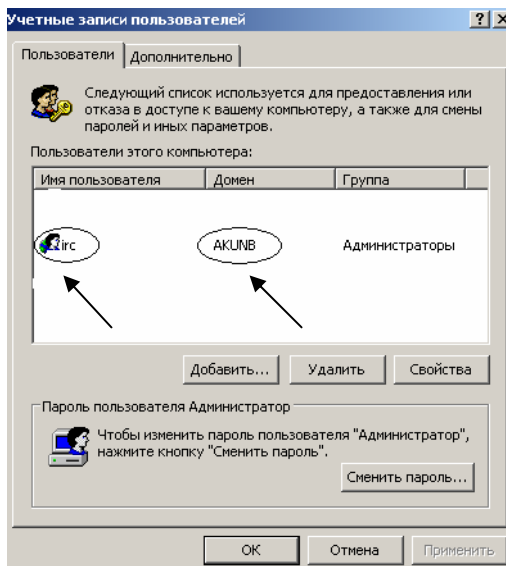 Учетные записи пользователей
Пользователи
Дополнительно
Следующий список используется для предоставления или
отказа в доступе к вашему компьютеру, а также для смены
паролей и иных параметров.
Пользователи этого компьютера:
Имя пользователя Домен Группа
irc AKUNB Администраторы
Добавить... Удалить Свойства
Пароль пользователя Администратор
Чтобы изменить пароль пользователя "Администратор",
нажмите кнопку "Сменить пароль".
Сменить пароль...
OK Отмена Применить